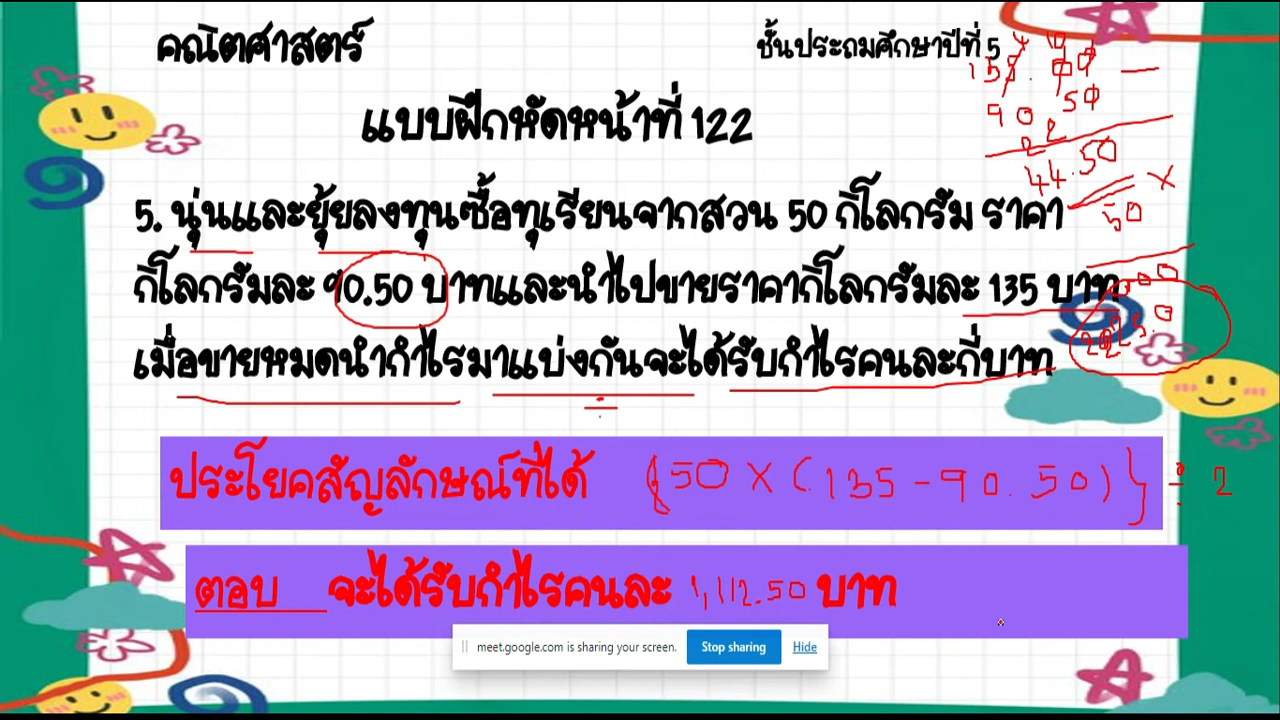 คณิตศาสตร์
ชั้นประถมศึกษาปีที่ 5
แบบฝึกหัดหน้าที่ 122
5. นุ่นและยุ้ยลงทุนซื้อทุเรียนจากสวน 50 กิโลกรัม ราคา
กิโลกรัมละ 90.50 บาทและนำไปขายราคากิโลกรัมละ 135 บาท
เมื่อขายหมดนำกำไรมาแบ่งกันจะได้รับกำไรคนละกี่บาท
90 50
44.50
×
50
ประโยคสัญลักษณ์ที่ได้ {50 × (135 - 90.50)} ÷ 2
ตอบ จะได้รับกำไรคนละ 1,112.50 บาท
meet.google.com is sharing your screen.
Stop sharing
Hide